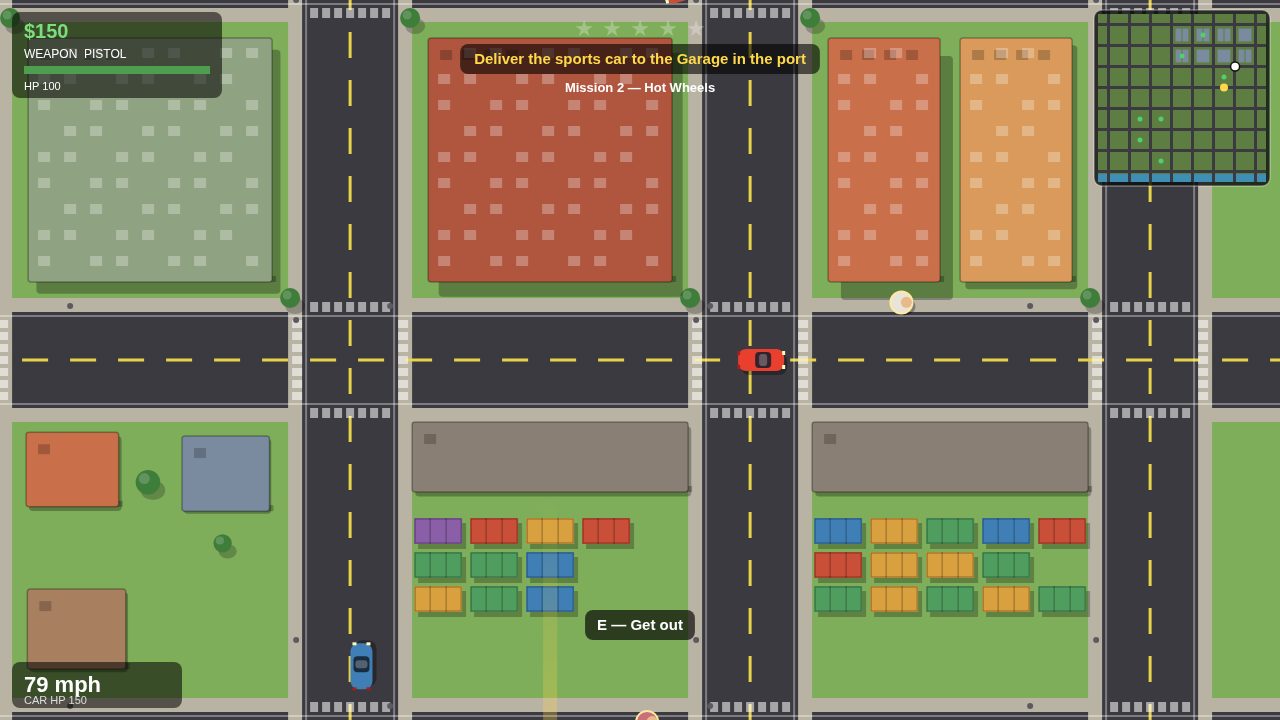 $150
WEAPON PISTOL
HP 100
Deliver the sports car to the Garage in the port
Mission 2 — Hot Wheels
E — Get out
79 mph
CAR HP 150